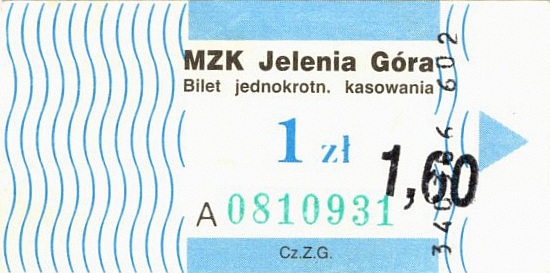 MZK Jelenia Góra
Bilet jednokrotn. kasowania
1 zł
1,60
A 0810931
Cz.Z.G.